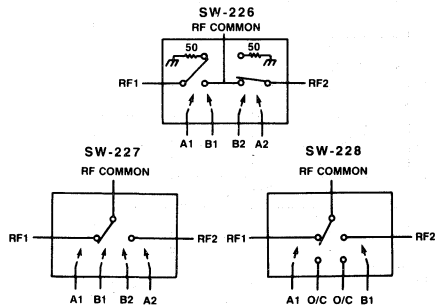 SW-226
RF COMMON
50 50
RF1 RF2
A1 B1 B2 A2
SW-227 SW-228
RF COMMON RF COMMON
RF1 RF2 RF1 RF2
A1 B1 B2 A2 A1 O/C O/C B1